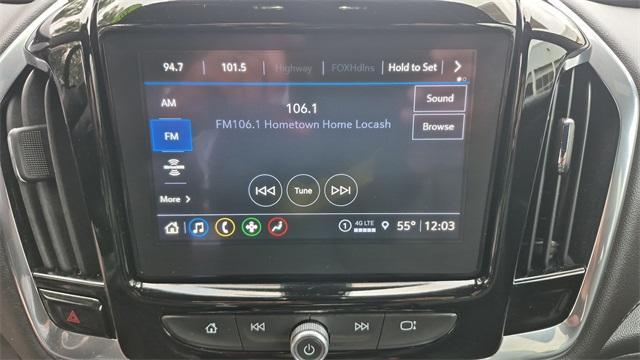 94.7 101.5 Highway FOXHdlns Hold to Set
AM
106.1
Sound
FM106.1 Hometown Home Locash
FM
Browse
Tune
More
1 4G LTE 55° 12:03